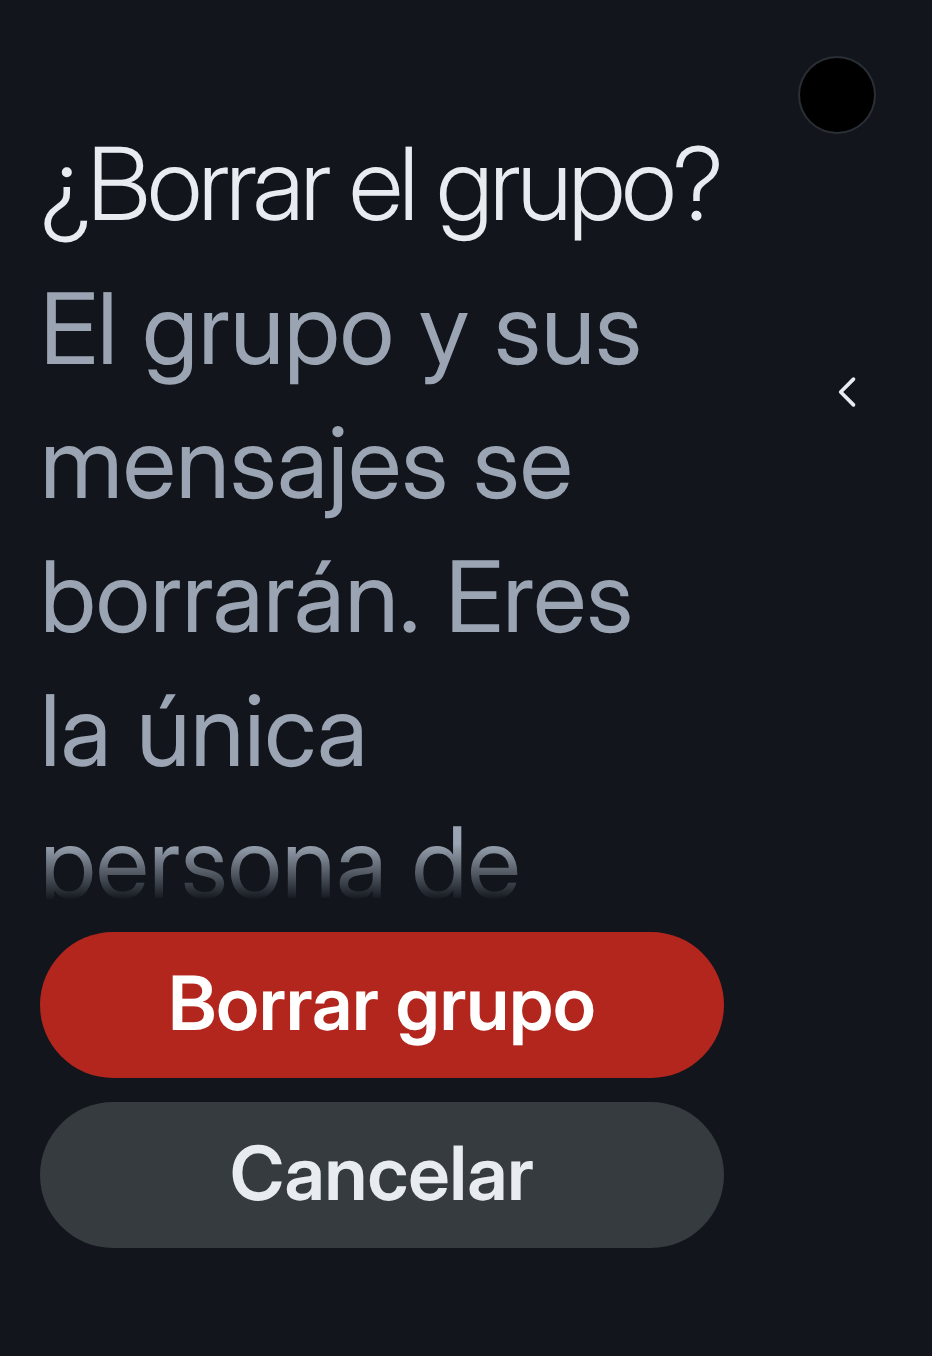 ¿Borrar el grupo?
El grupo y sus
mensajes se
borrarán. Eres
la única
persona de
Borrar grupo
Cancelar